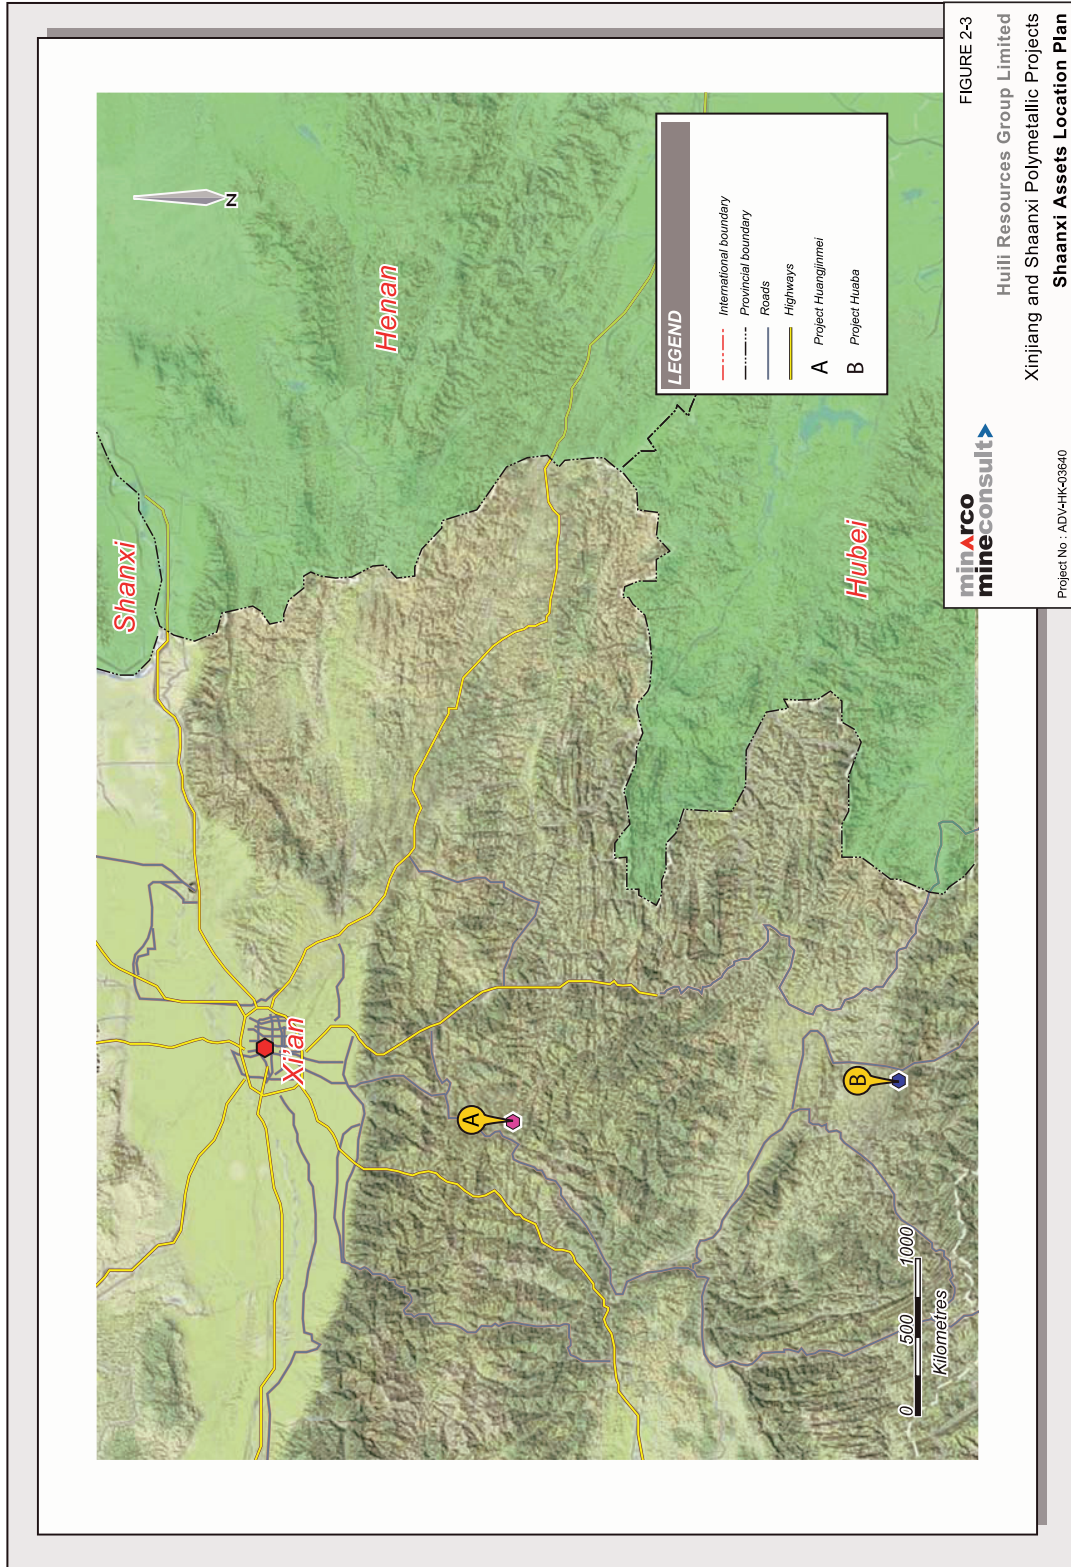 Shanxi
N
Henan
Xi'an
A
Hubei
B
0 500 1000
Kilometres
LEGEND
International boundary
Provincial boundary
Roads
Highways
A Project Huangjinmei
B Project Huaba
FIGURE 2-3
Huili Resources Group Limited
Xinjiang and Shaanxi Polymetallic Projects
Shaanxi Assets Location Plan
minarco
mineconsult
Project No : ADV-HK-03640